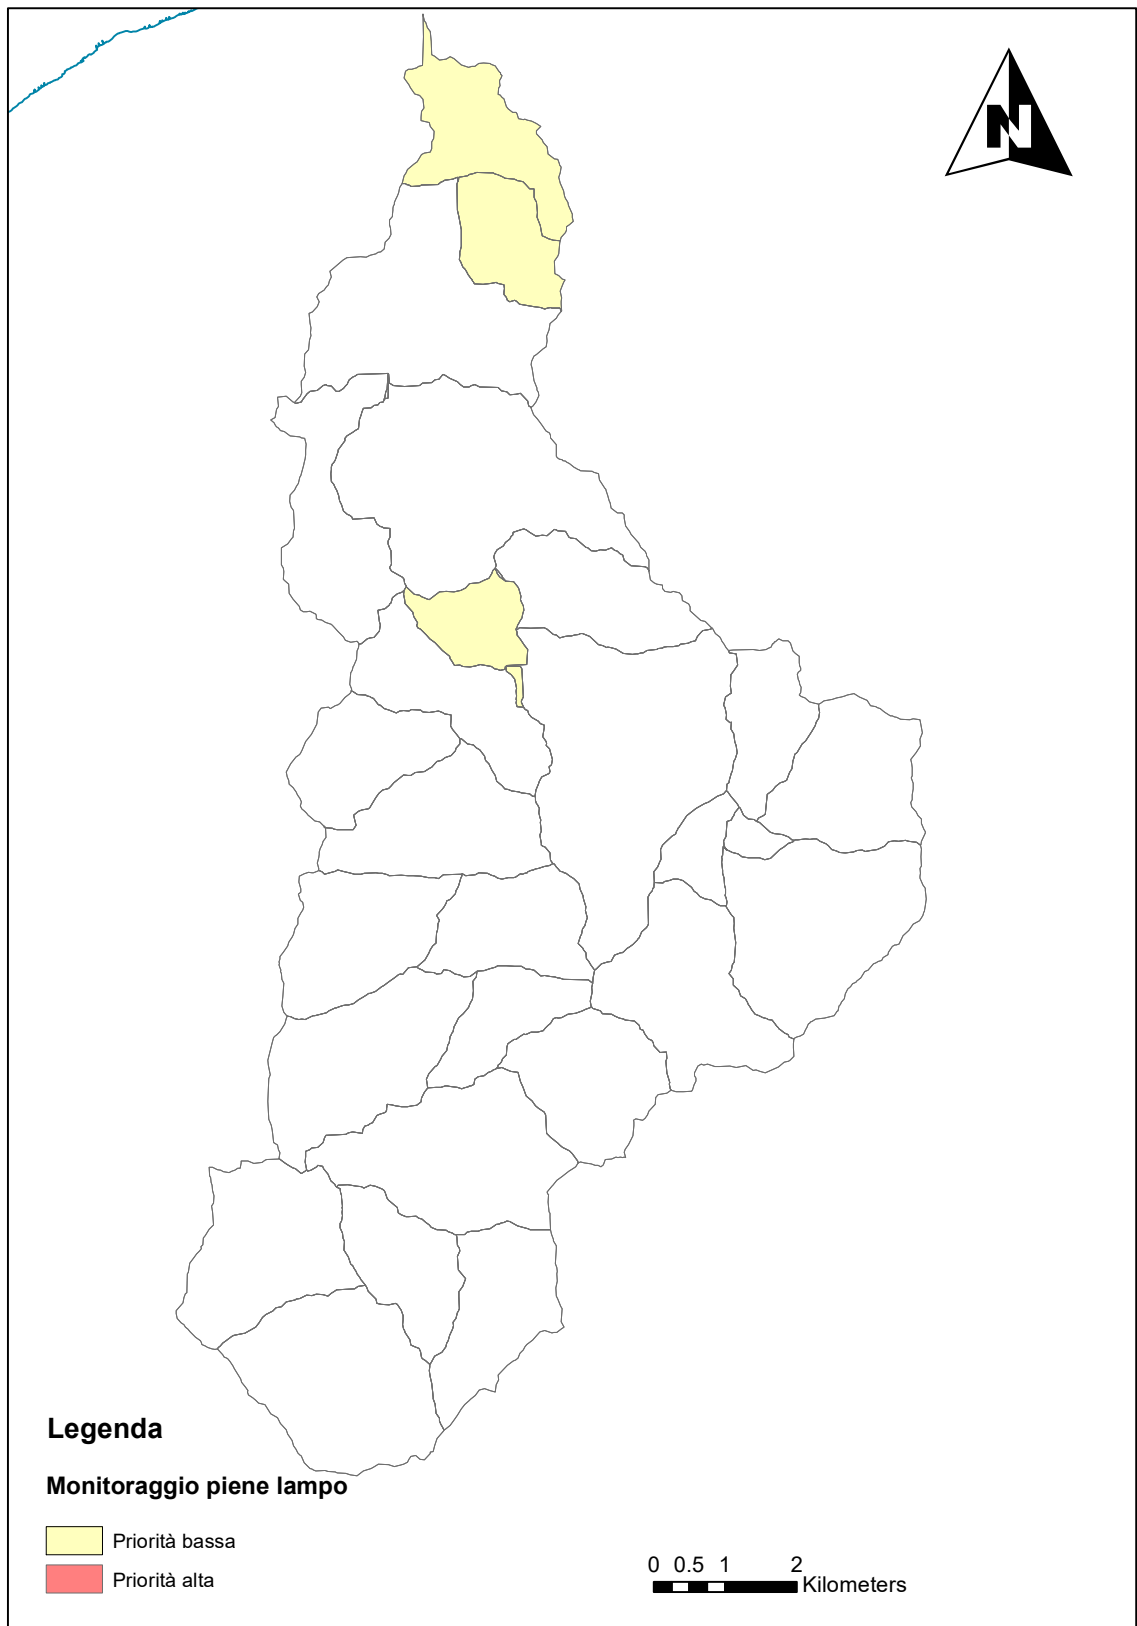 N
Legenda
Monitoraggio piene lampo
Priorità bassa
Priorità alta
0 0.5 1 2
Kilometers